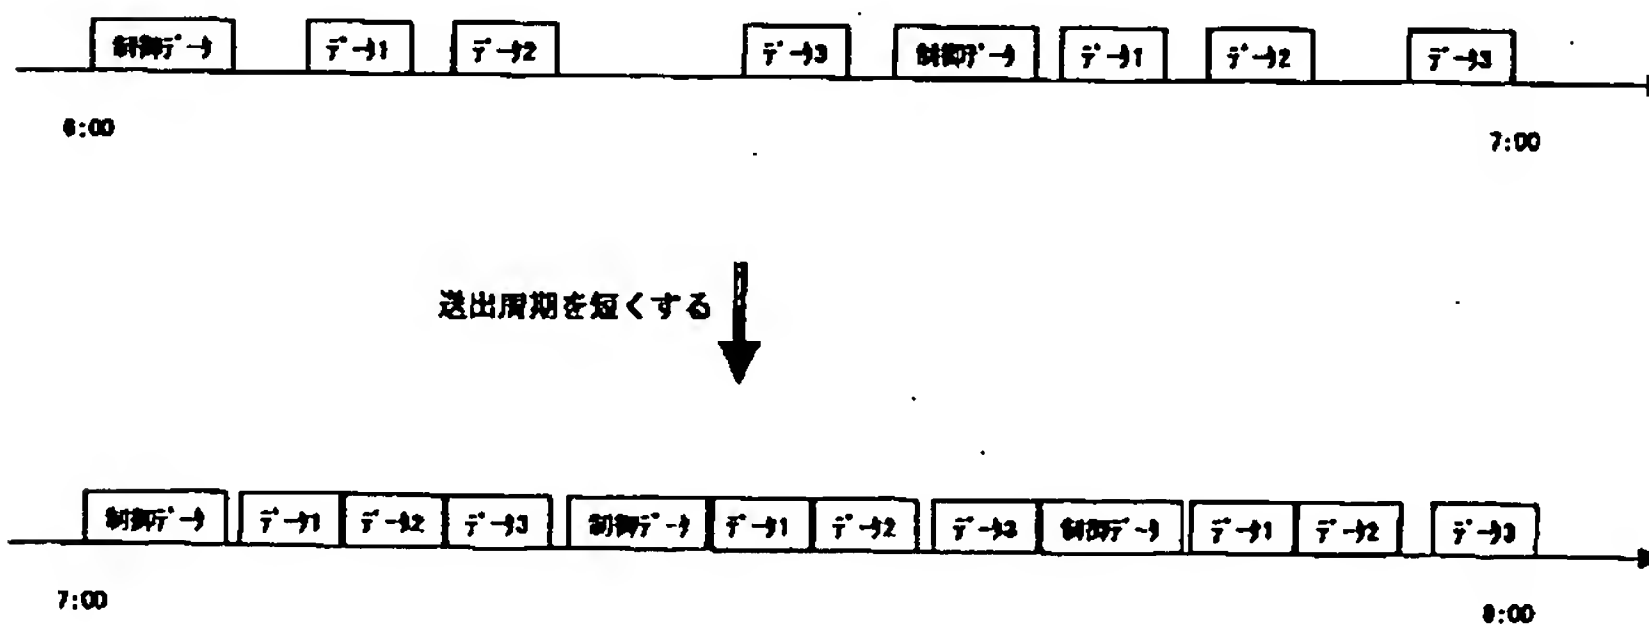 制御データ データ1 データ2 データ3 制御データ データ1 データ2 データ3
6:00 7:00
送出周期を短くする
制御データ データ1 データ2 データ3 制御データ データ1 データ2 データ3 制御データ データ1 データ2 データ3
7:00 8:00